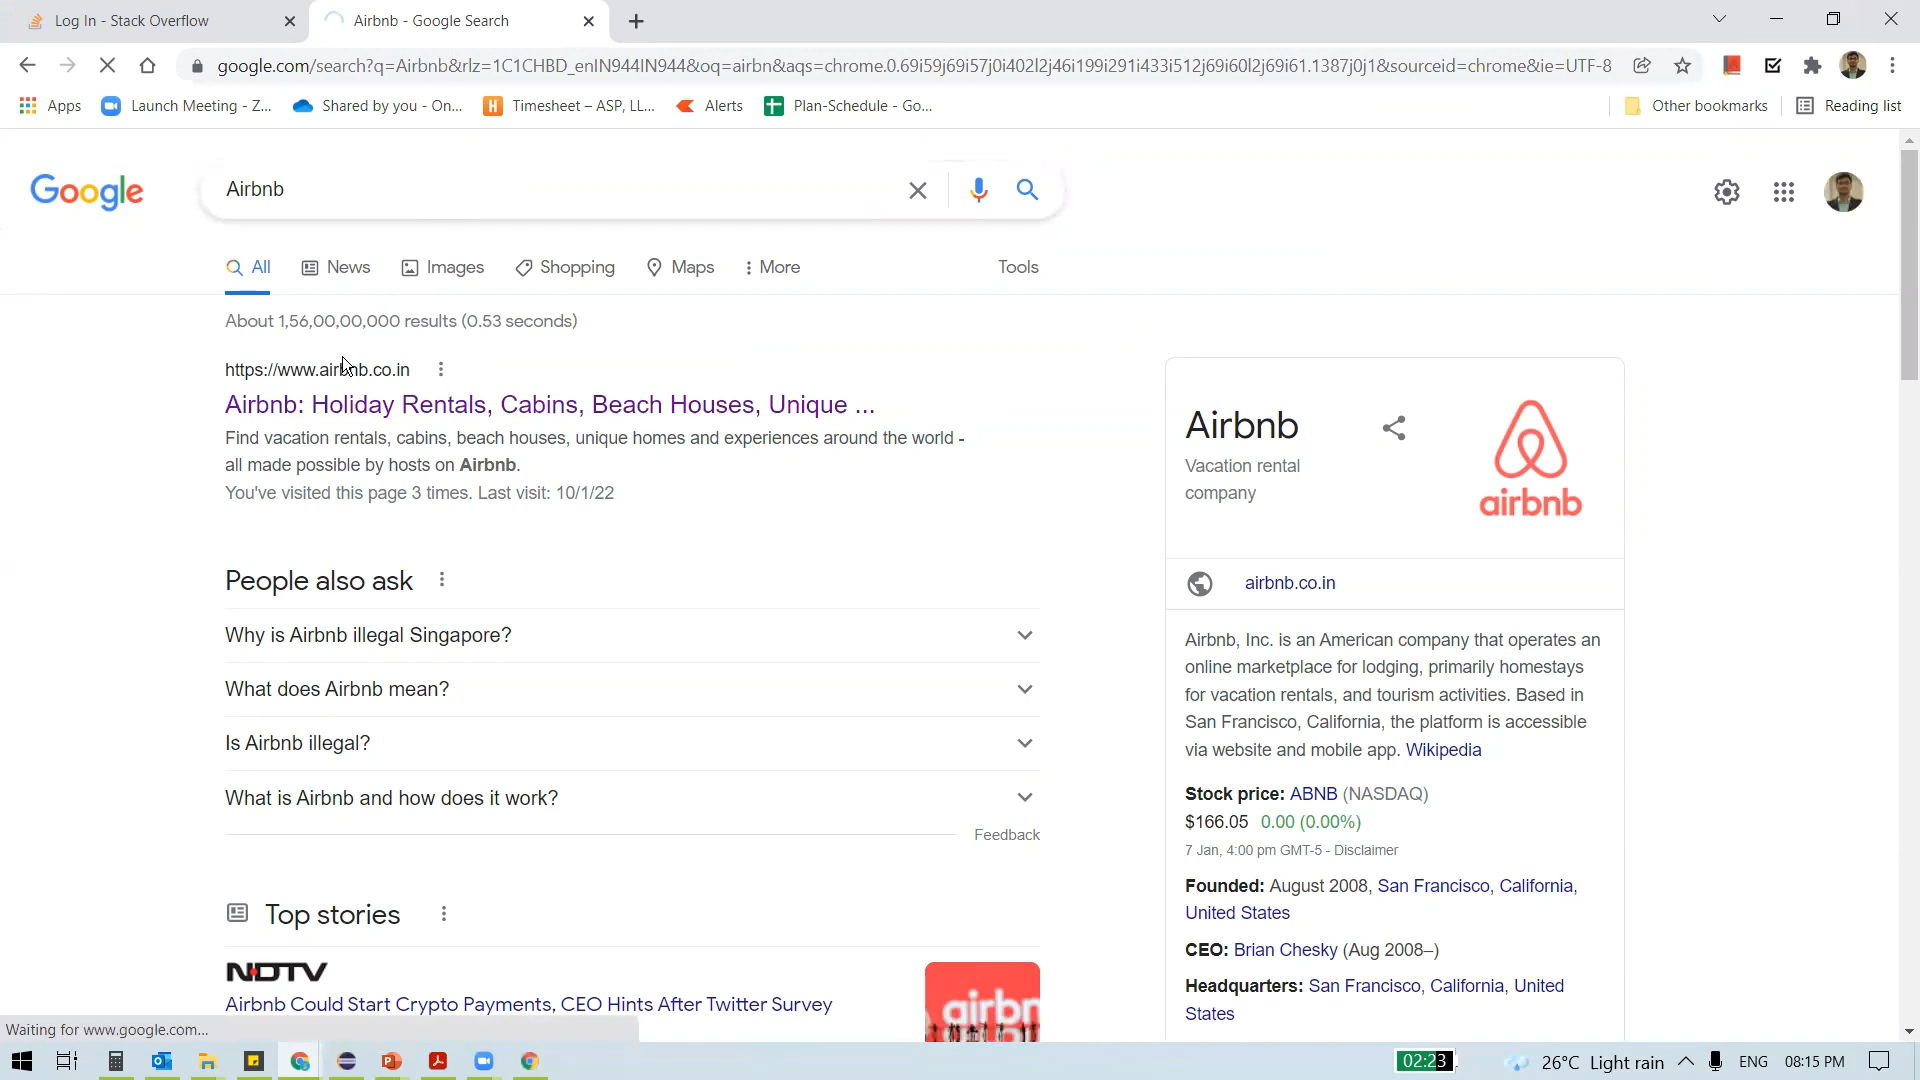 Log In - Stack Overflow
Airbnb - Google Search
google.com/search?q=Airbnb&rlz=1C1CHBD_enIN944IN944&oq=airbn&aqs=chrome.0.69i59j69i57j0i402l2j46i199i291i433i512j69i60l2j69i61.1387j0j1&sourceid=chrome&ie=UTF-8
Apps
Launch Meeting - Z...
Shared by you - On...
Timesheet – ASP, LL...
Alerts
Plan-Schedule - Go...
Other bookmarks
Reading list
Google
Airbnb
All
News
Images
Shopping
Maps
More
Tools
About 1,56,00,00,000 results (0.53 seconds)
https://www.airbnb.co.in
Airbnb: Holiday Rentals, Cabins, Beach Houses, Unique ...
Find vacation rentals, cabins, beach houses, unique homes and experiences around the world -
all made possible by hosts on Airbnb.
You've visited this page 3 times. Last visit: 10/1/22
People also ask
Why is Airbnb illegal Singapore?
What does Airbnb mean?
Is Airbnb illegal?
What is Airbnb and how does it work?
Feedback
Top stories
NDTV
Airbnb Could Start Crypto Payments, CEO Hints After Twitter Survey
airbn
Airbnb
Vacation rental
company
airbnb
airbnb.co.in
Airbnb, Inc. is an American company that operates an
online marketplace for lodging, primarily homestays
for vacation rentals, and tourism activities. Based in
San Francisco, California, the platform is accessible
via website and mobile app. Wikipedia
Stock price: ABNB (NASDAQ)
$166.05 0.00 (0.00%)
7 Jan, 4:00 pm GMT-5 - Disclaimer
Founded: August 2008, San Francisco, California,
United States
CEO: Brian Chesky (Aug 2008–)
Headquarters: San Francisco, California, United
States
Waiting for www.google.com...
02:23
26°C Light rain
ENG
08:15 PM